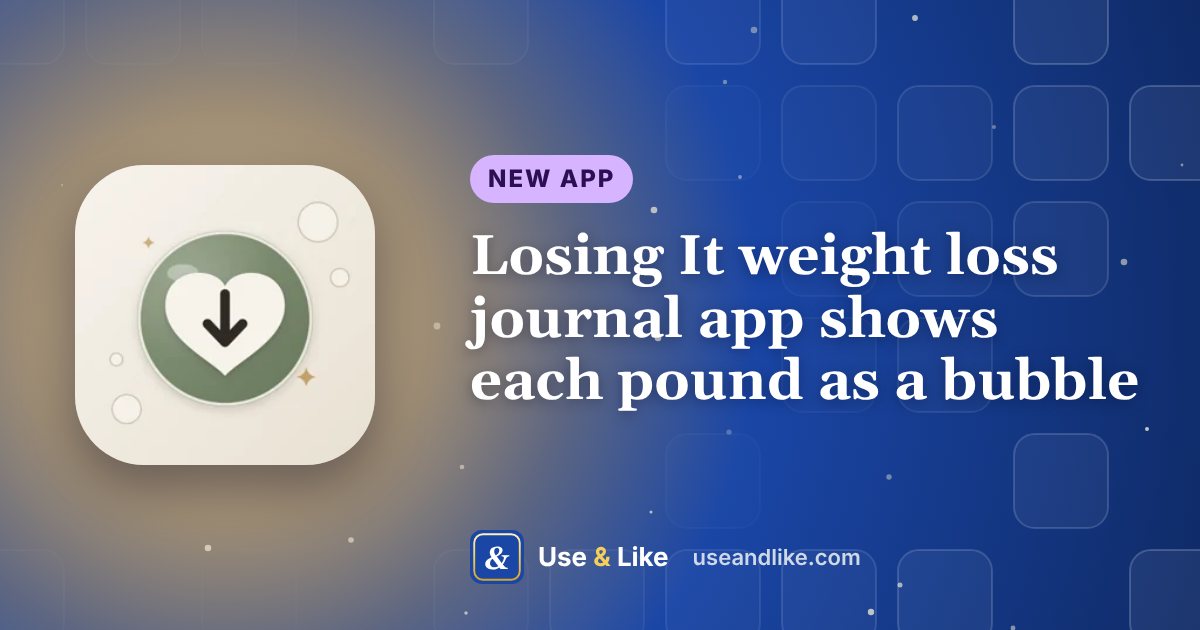 NEW APP
Losing It weight loss
journal app shows
each pound as a bubble
& Use & Like useandlike.com